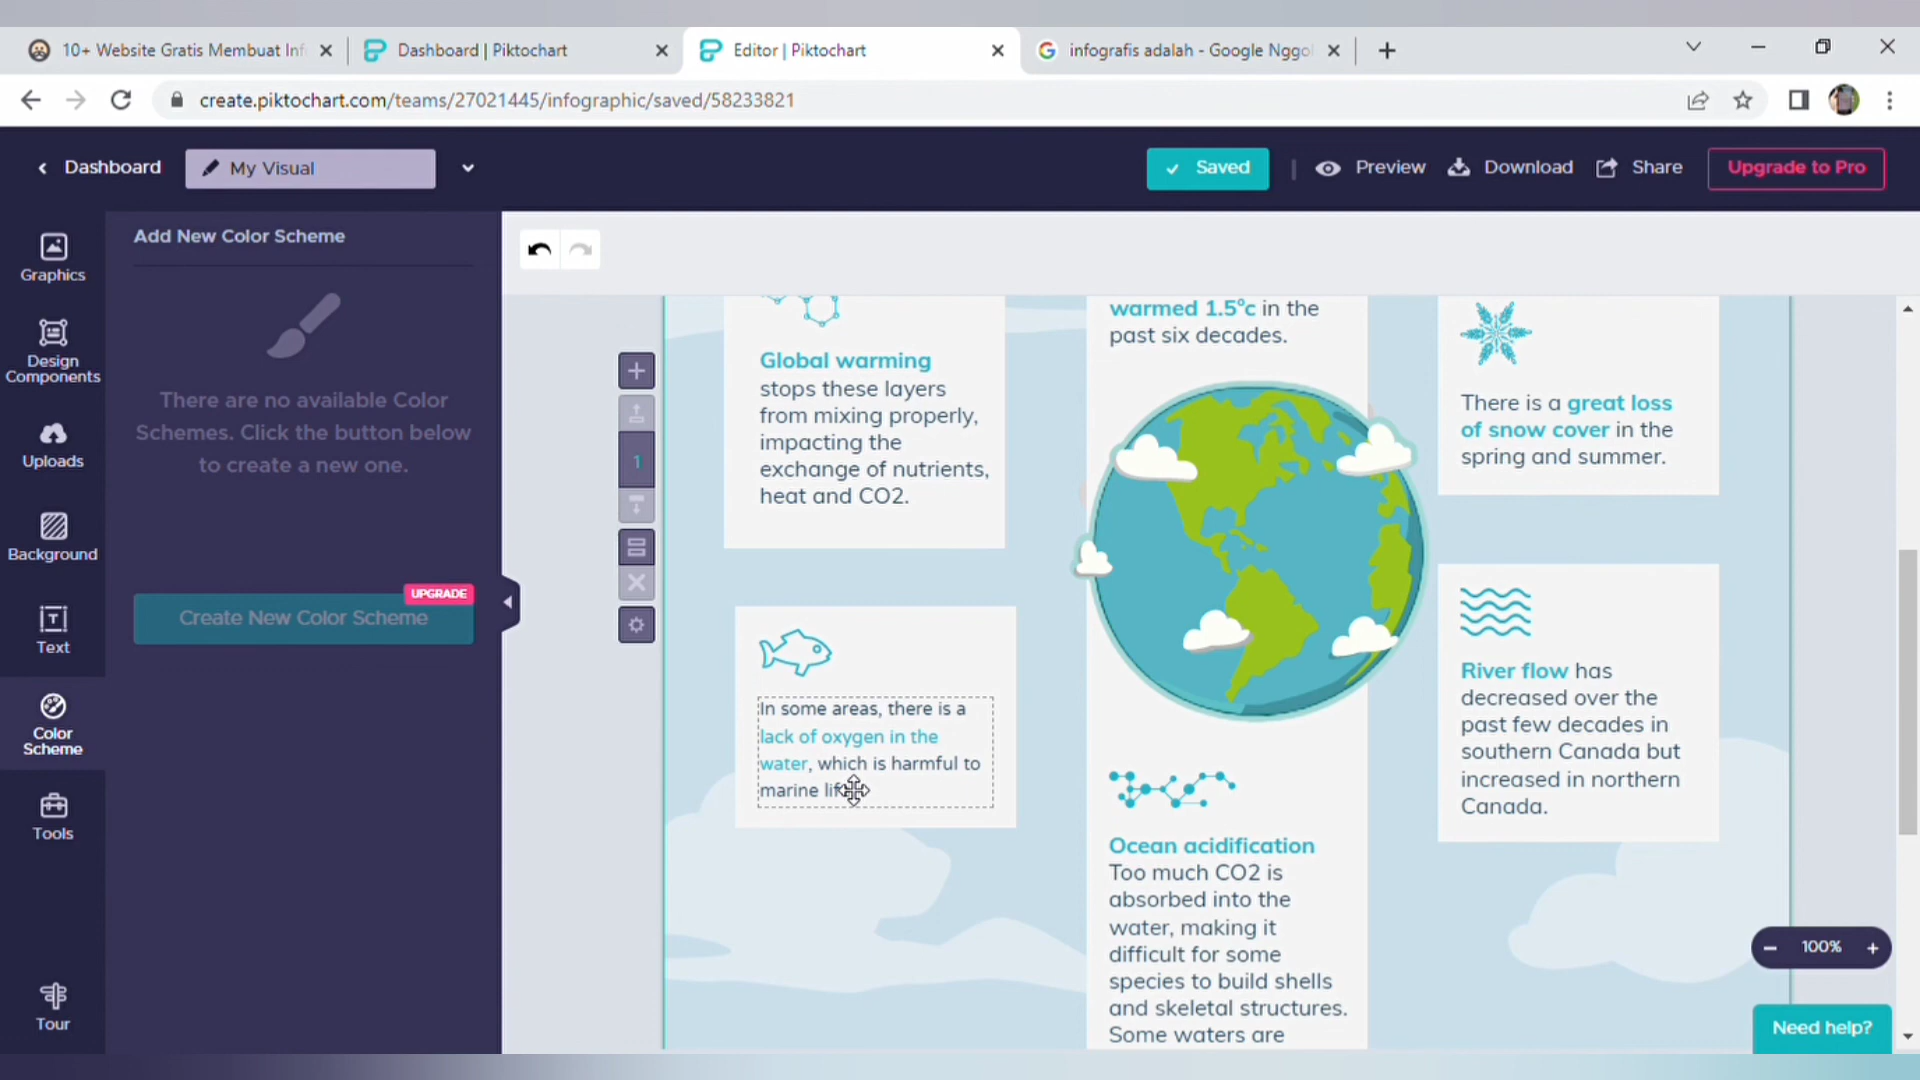 10+ Website Gratis Membuat Inf
Dashboard | Piktochart
Editor | Piktochart
infografis adalah - Google Nggo
create.piktochart.com/teams/27021445/infographic/saved/58233821
Dashboard
My Visual
Saved
Preview
Download
Share
Upgrade to Pro
Graphics
Design
Components
Uploads
Background
Text
Color
Scheme
Tools
Tour
Add New Color Scheme
There are no available Color
Schemes. Click the button below
to create a new one.
UPGRADE
Create New Color Scheme
1
Global warming
stops these layers
from mixing properly,
impacting the
exchange of nutrients,
heat and CO2.
In some areas, there is a
lack of oxygen in the
water, which is harmful to
marine lif
warmed 1.5°c in the
past six decades.
Ocean acidification
Too much CO2 is
absorbed into the
water, making it
difficult for some
species to build shells
and skeletal structures.
Some waters are
There is a great loss
of snow cover in the
spring and summer.
River flow has
decreased over the
past few decades in
southern Canada but
increased in northern
Canada.
100%
Need help?